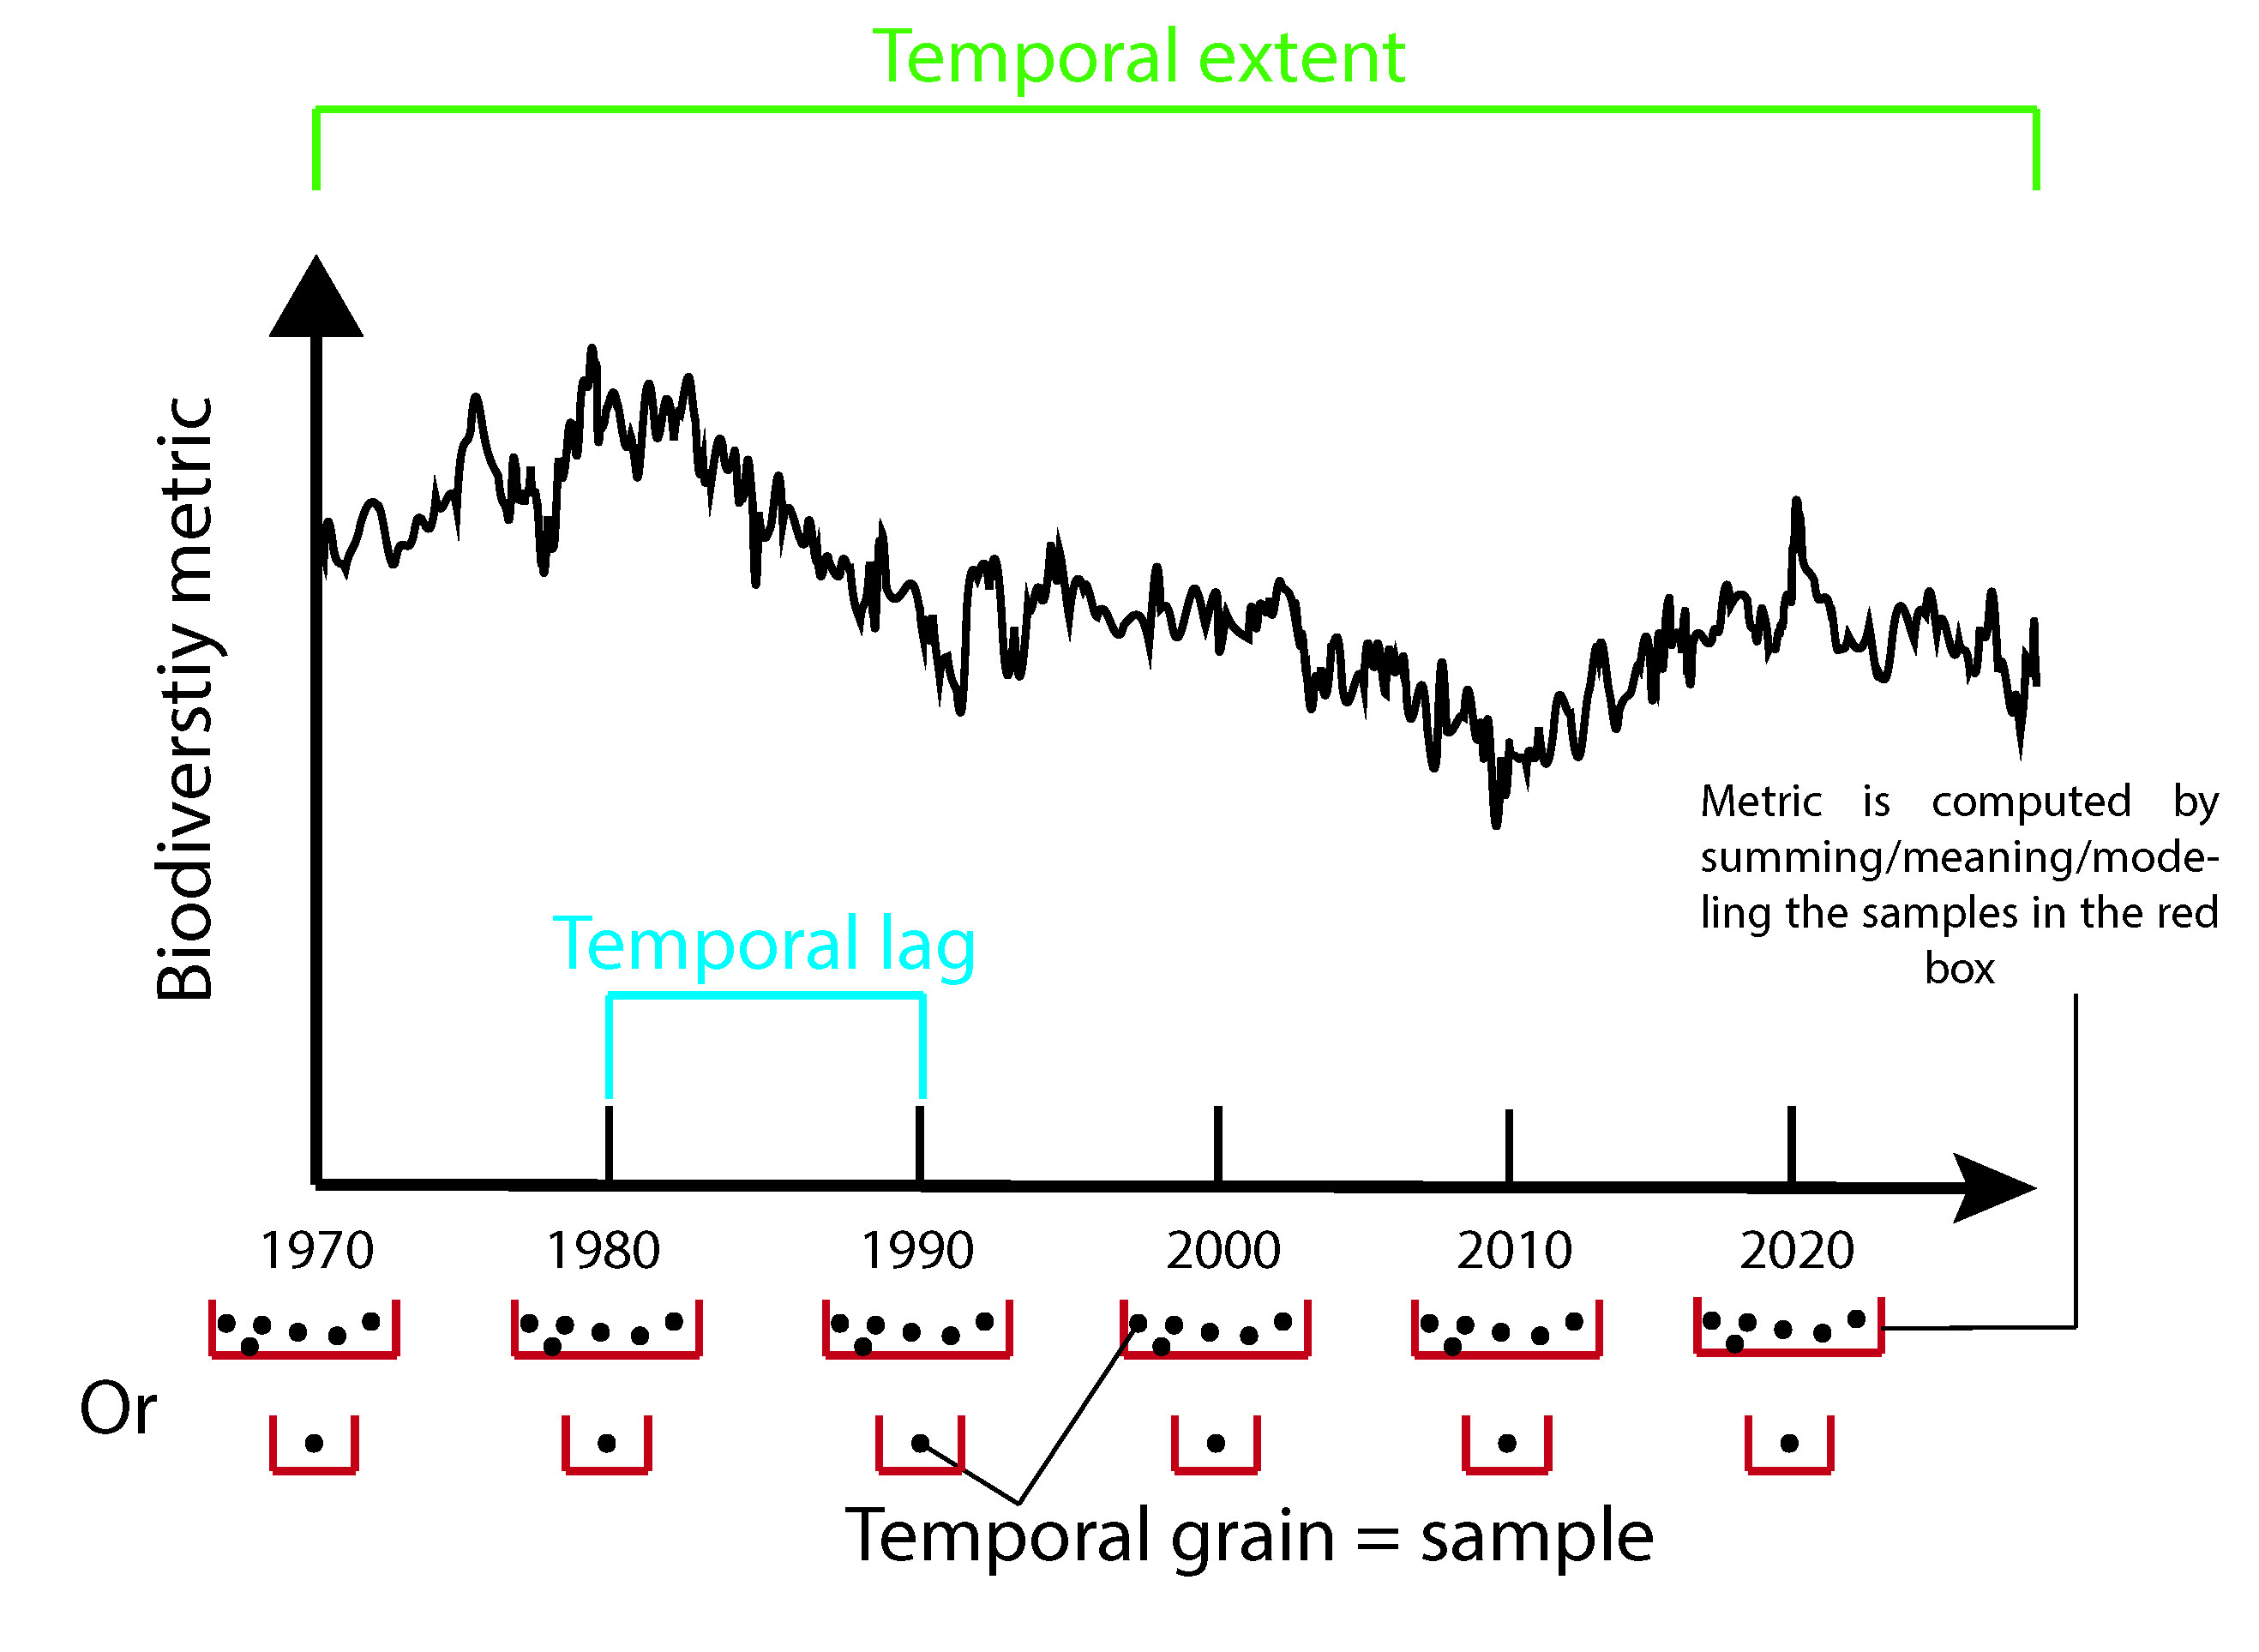 Temporal extent
Biodiverstiy metric
Metric is computed by
summing/meaning/mode-
ling the samples in the red
box
Temporal lag
1970 1980 1990 2000 2010 2020
Or
Temporal grain = sample